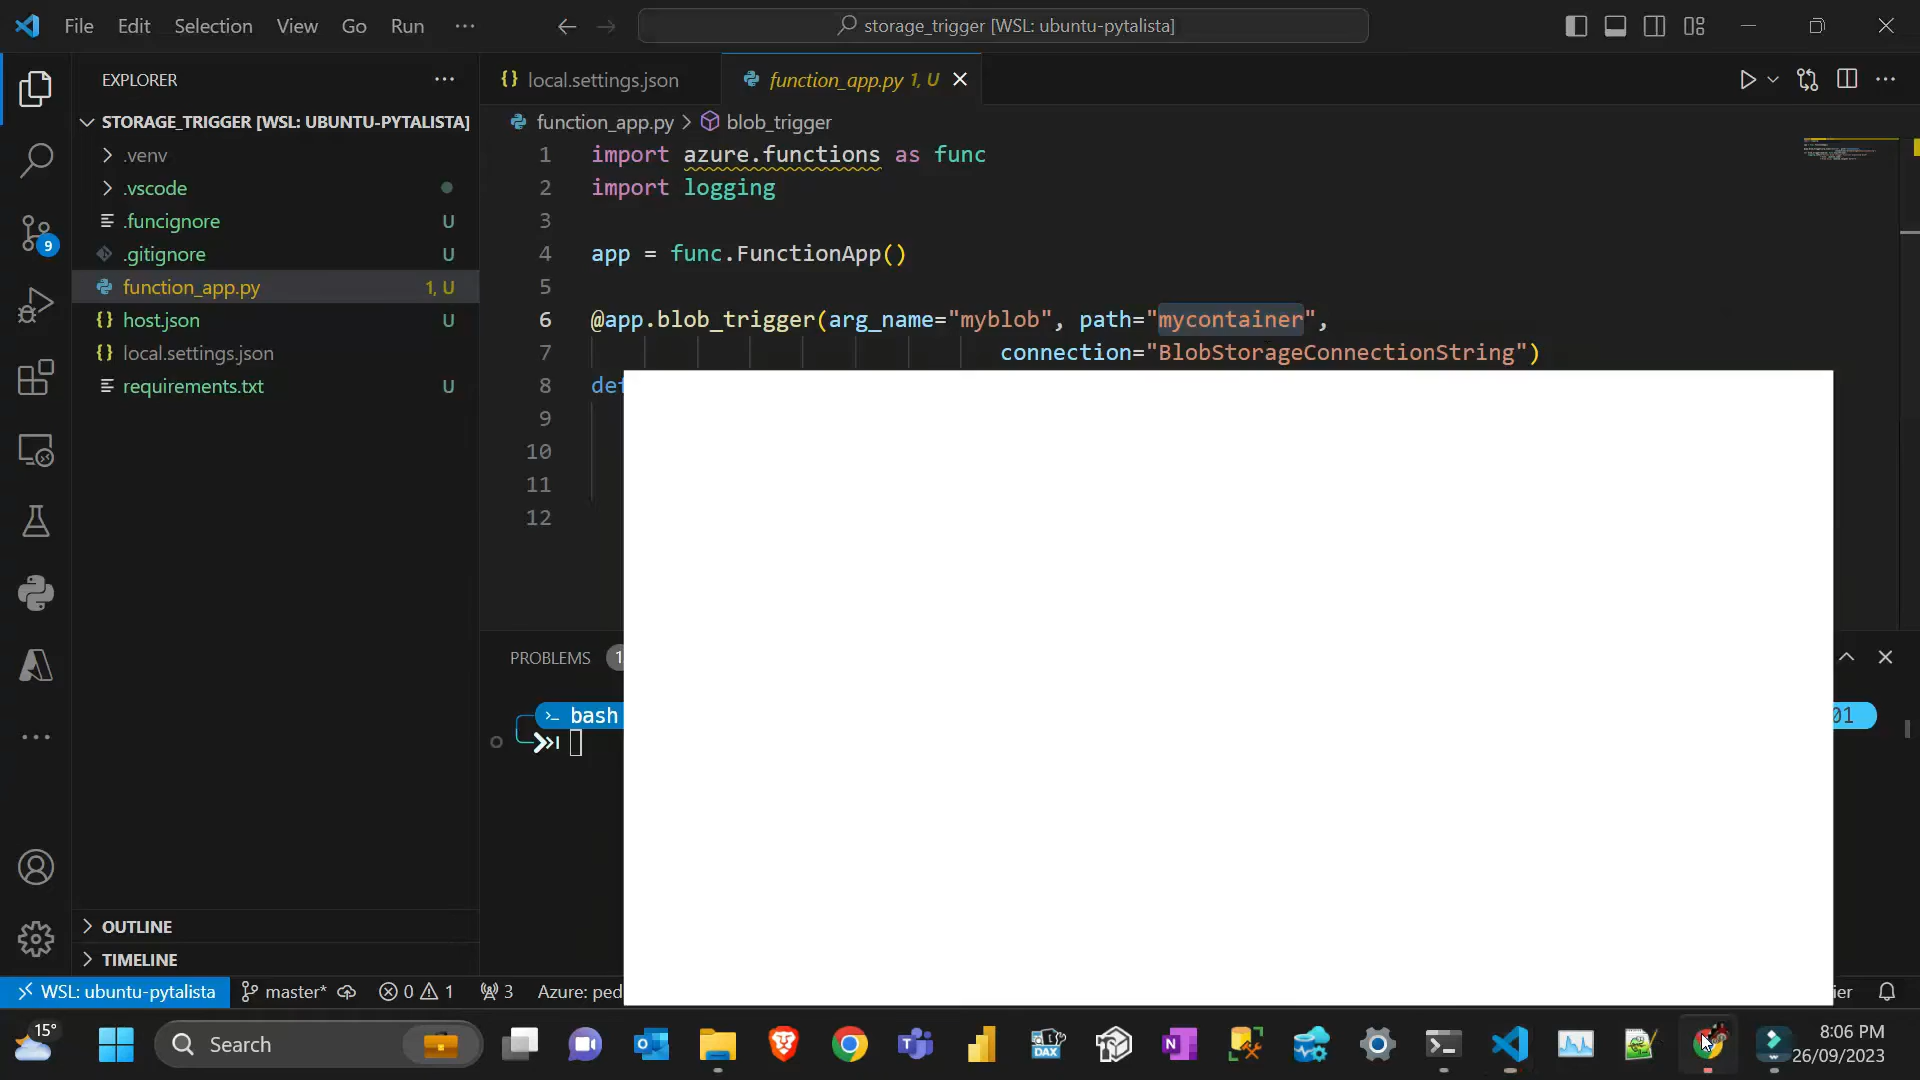 File Edit Selection View Go Run ···
storage_trigger [WSL: ubuntu-pytalista]
EXPLORER
STORAGE_TRIGGER [WSL: UBUNTU-PYTALISTA]
.venv
.vscode
.funcignore U
.gitignore U
function_app.py 1, U
host.json U
local.settings.json
requirements.txt U
OUTLINE
TIMELINE
9
{} local.settings.json
function_app.py 1, U
function_app.py > blob_trigger
1 import azure.functions as func
2 import logging
3
4 app = func.FunctionApp()
5
6 @app.blob_trigger(arg_name="myblob", path="mycontainer",
7 connection="BlobStorageConnectionString")
8 def
9
10
11
12
PROBLEMS 1
bash
01
WSL: ubuntu-pytalista master* 0 1 3 Azure: ped
ier
15°
Search
DAX
8:06 PM
26/09/2023